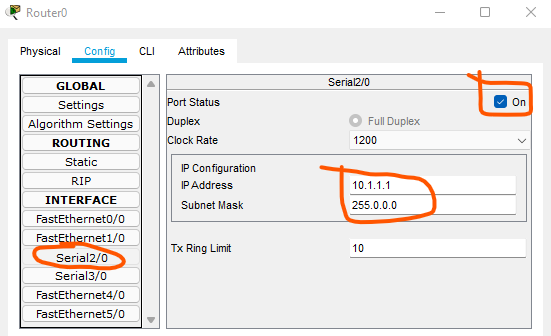 Router0
Physical Config CLI Attributes
GLOBAL
Settings
Algorithm Settings
ROUTING
Static
RIP
INTERFACE
FastEthernet0/0
FastEthernet1/0
Serial2/0
Serial3/0
FastEthernet4/0
FastEthernet5/0
Serial2/0
Port Status On
Duplex Full Duplex
Clock Rate 1200
IP Configuration
IP Address 10.1.1.1
Subnet Mask 255.0.0.0
Tx Ring Limit 10